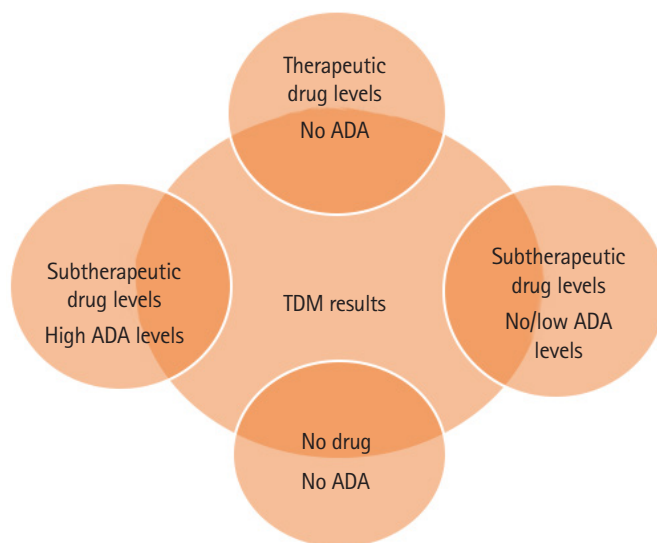 Therapeutic
drug levels
No ADA
Subtherapeutic
drug levels
High ADA levels
TDM results
Subtherapeutic
drug levels
No/low ADA
levels
No drug
No ADA